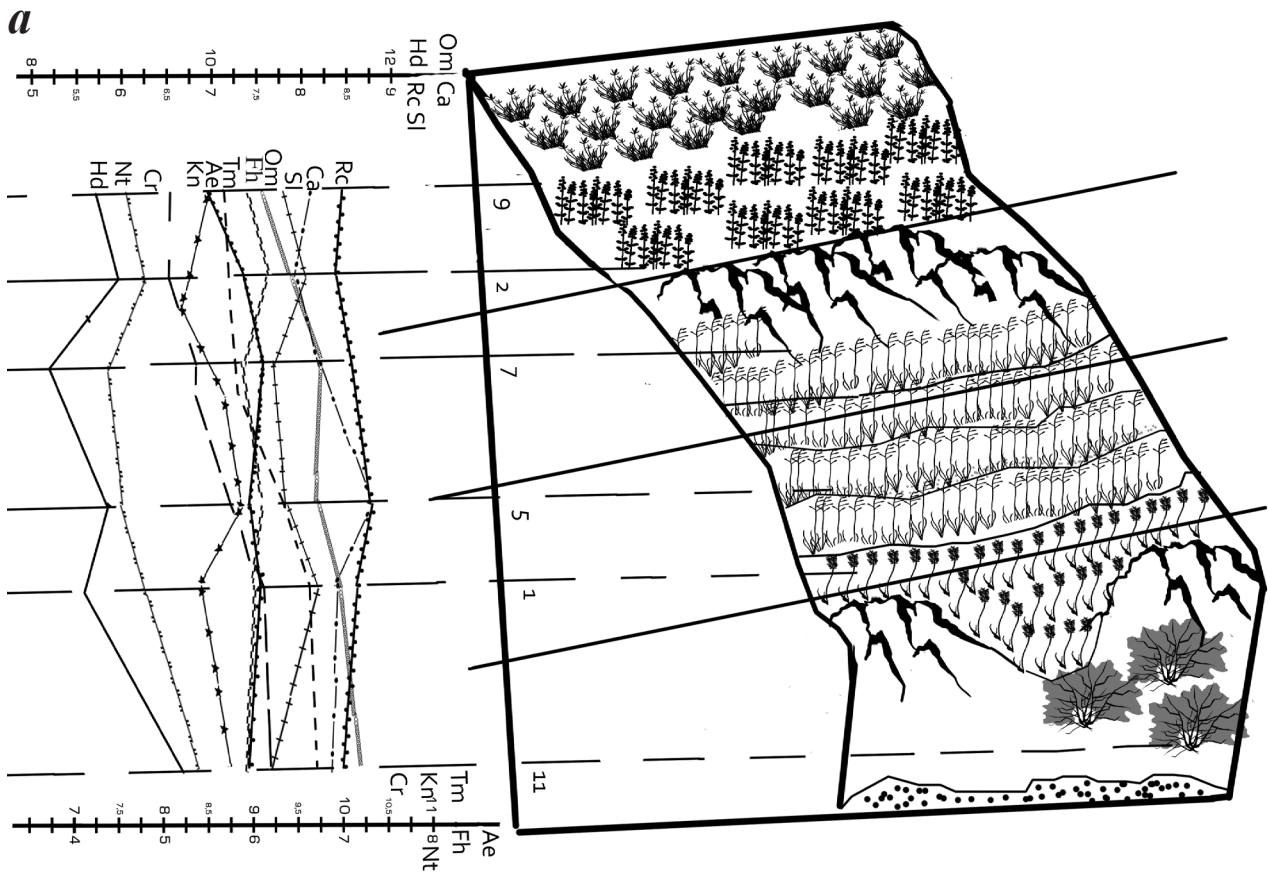 a
Om Ca
Hd Rc Sl
8 10 12
5 5,5 6 6,5 7 7,5 8 8,5 9
Rc
Ca
Sl
Om
Fh
Tm
Ae
Kn
Cr
Nt
Hd
9
2
7
5
1
11
Tm
Kn
Cr
7 7,5 8 8,5 9 9,5 10 10,5 11
4 5 6 7 8
Ae
Fh
Nt